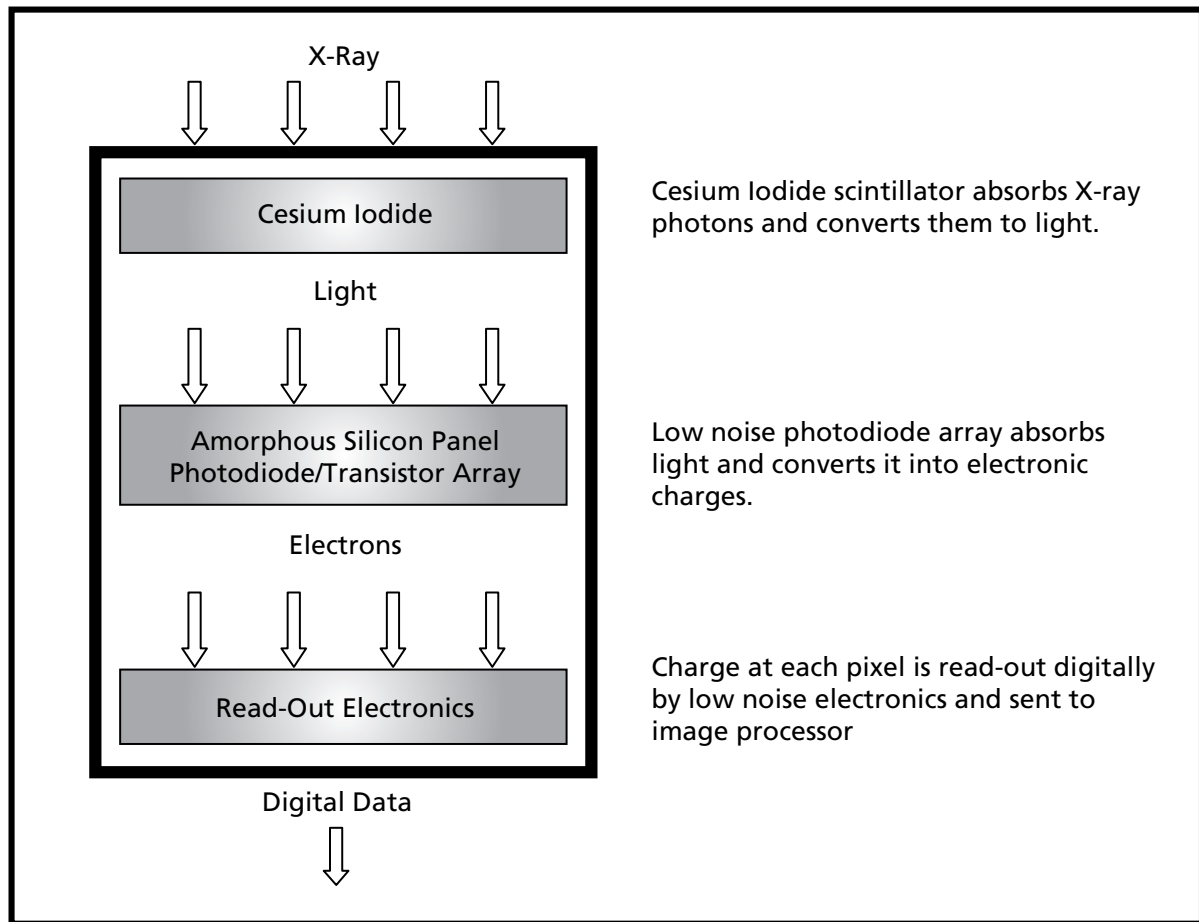 X-Ray
Cesium Iodide
Cesium Iodide scintillator absorbs X-ray
photons and converts them to light.
Light
Amorphous Silicon Panel
Photodiode/Transistor Array
Low noise photodiode array absorbs
light and converts it into electronic
charges.
Electrons
Read-Out Electronics
Charge at each pixel is read-out digitally
by low noise electronics and sent to
image processor
Digital Data